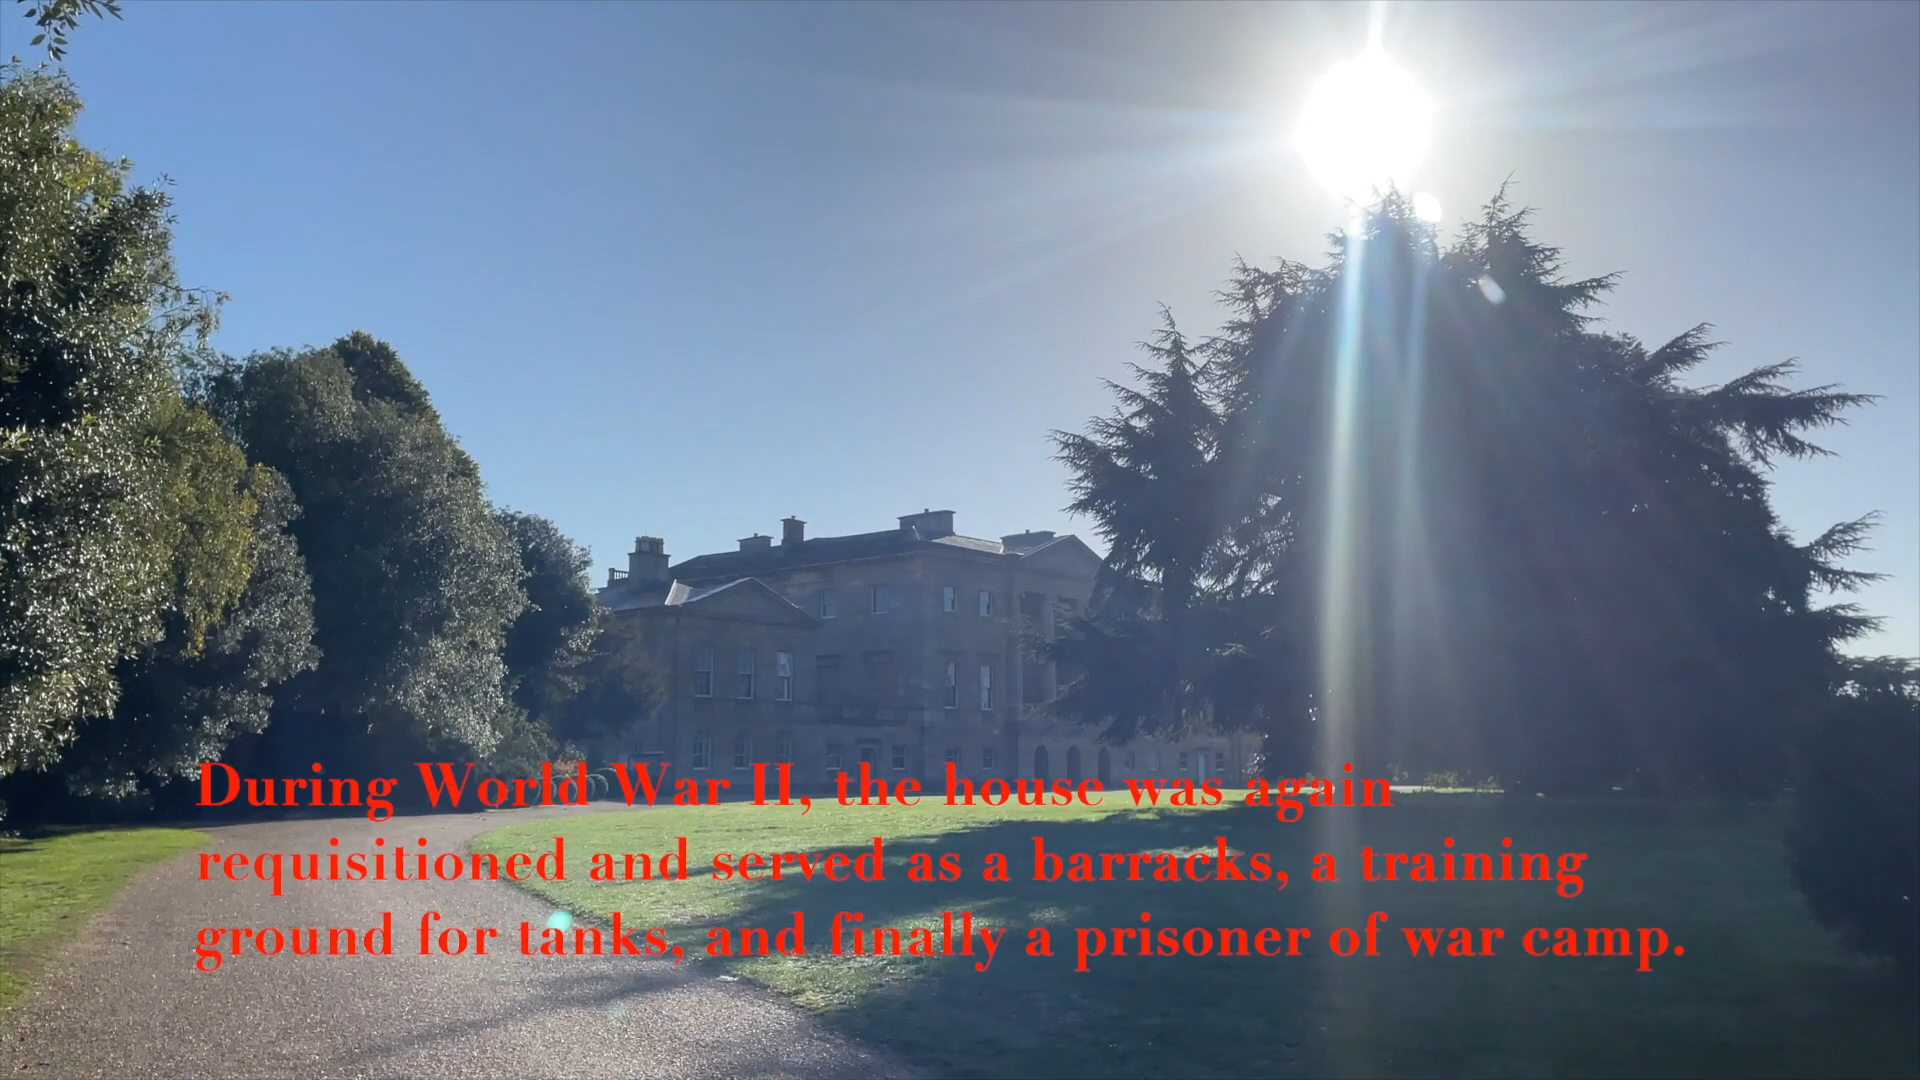 During World War II, the house was again
requisitioned and served as a barracks, a training
ground for tanks, and finally a prisoner of war camp.